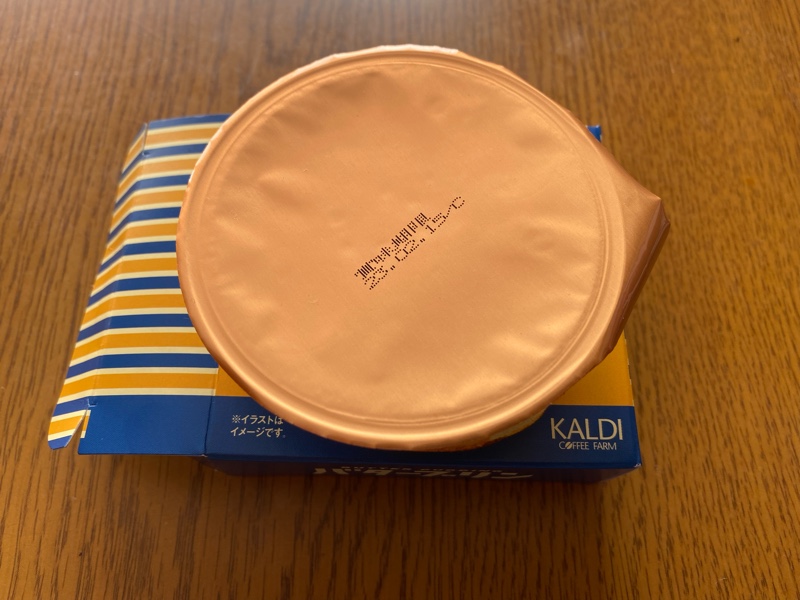 賞味期間
23.02.15/C
※イラストは
イメージです。
KALDI
COFFEE FARM